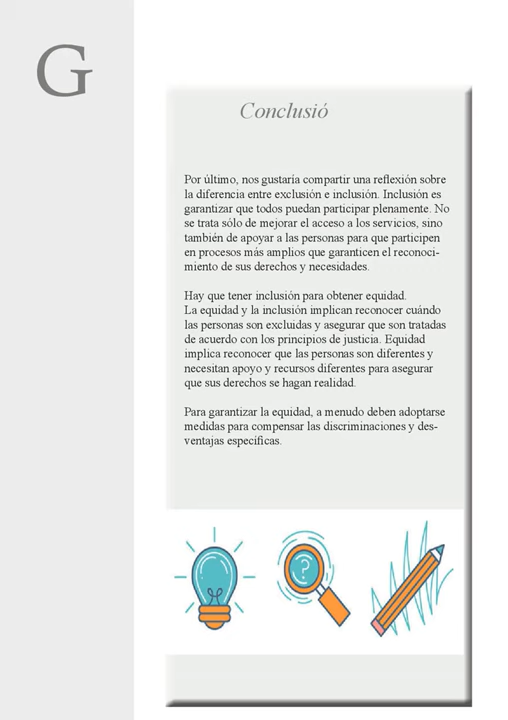 G
Conclusió
Por último, nos gustaría compartir una reflexión sobre
la diferencia entre exclusión e inclusión. Inclusión es
garantizar que todos puedan participar plenamente. No
se trata sólo de mejorar el acceso a los servicios, sino
también de apoyar a las personas para que participen
en procesos más amplios que garanticen el reconoci-
miento de sus derechos y necesidades.
Hay que tener inclusión para obtener equidad.
La equidad y la inclusión implican reconocer cuándo
las personas son excluidas y asegurar que son tratadas
de acuerdo con los principios de justicia. Equidad
implica reconocer que las personas son diferentes y
necesitan apoyo y recursos diferentes para asegurar
que sus derechos se hagan realidad.
Para garantizar la equidad, a menudo deben adoptarse
medidas para compensar las discriminaciones y des-
ventajas específicas.
?